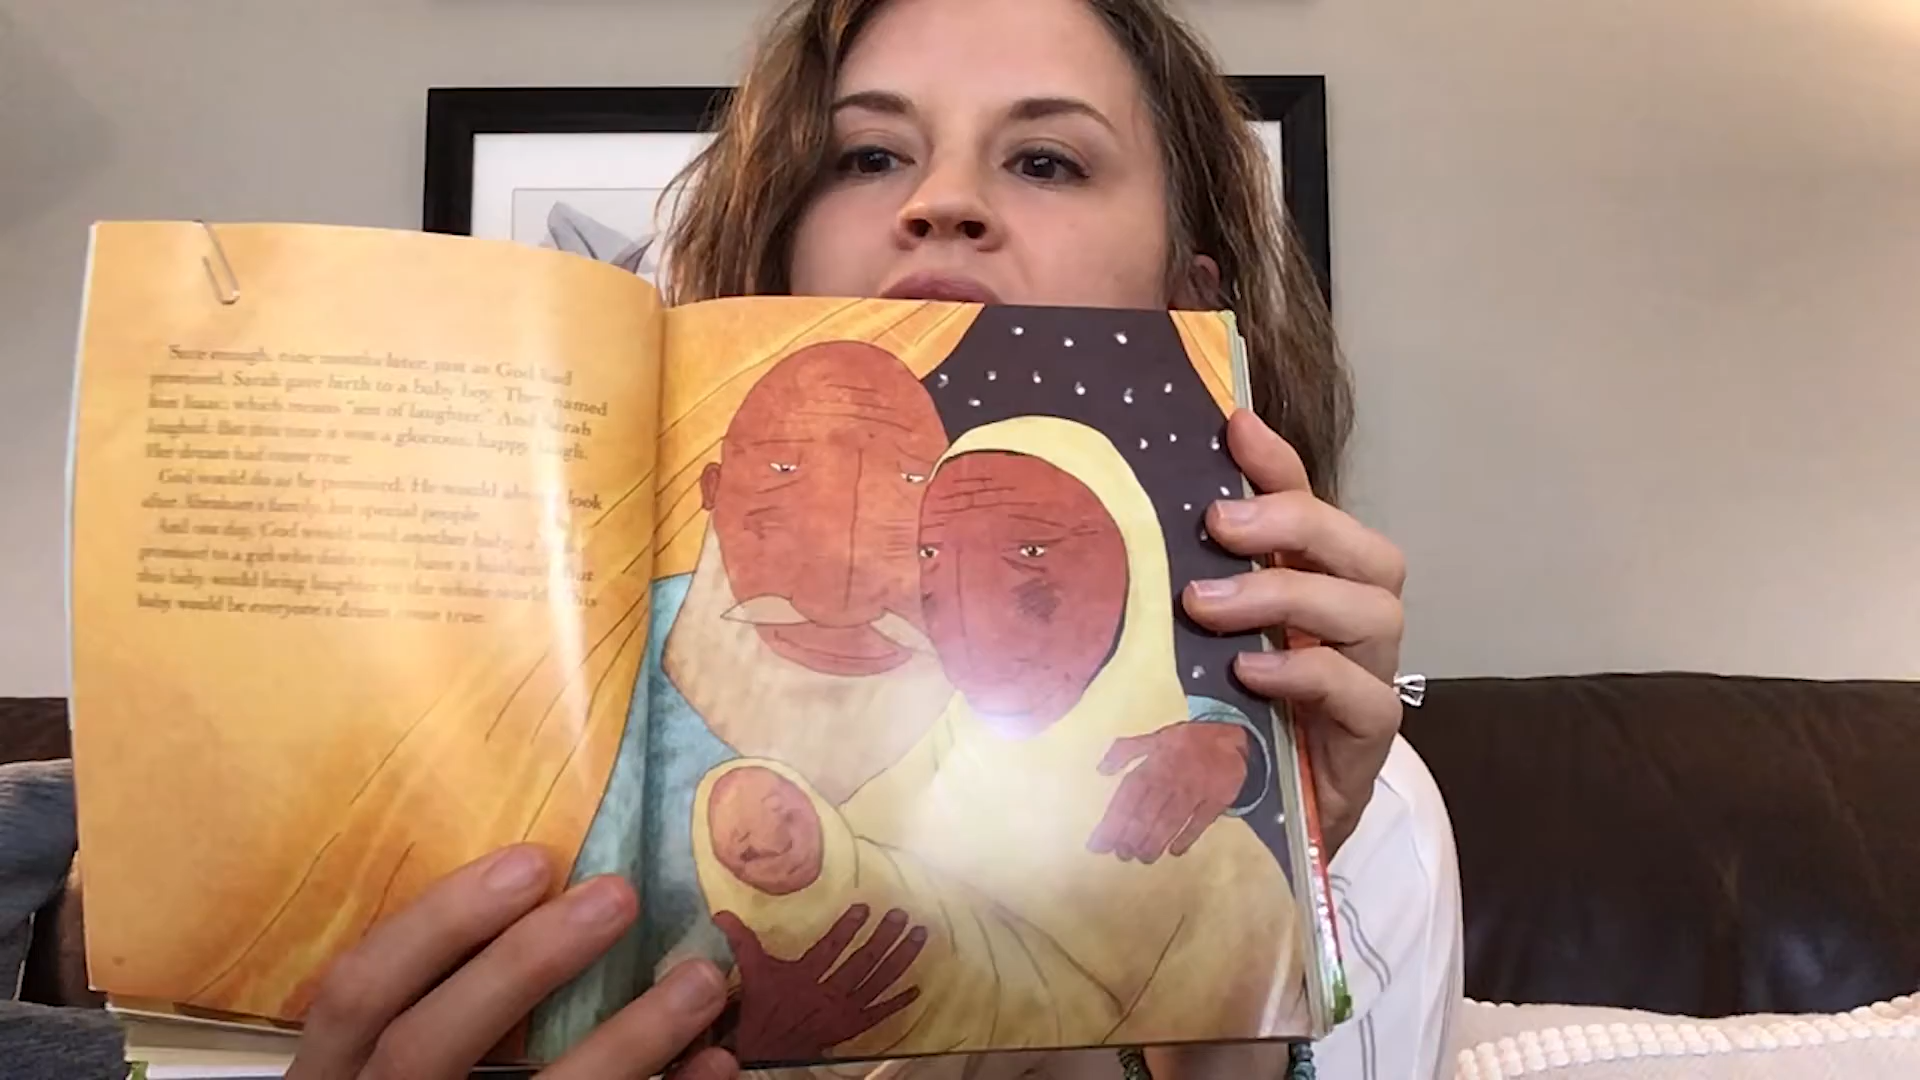 Sure enough, nine months later, just as God had
promised, Sarah gave birth to a baby boy. They named
him Isaac, which means "son of laughter." And Sarah
laughed. But this time it was a glorious, happy laugh.
Her dream had come true.
God would do as he promised. He would always look
after Abraham's family, his special people.
And one day, God would send another baby, a
promised to a girl who didn't even have a husband. But
this baby would bring laughter to the whole world. This
baby would be everyone's dream come true.